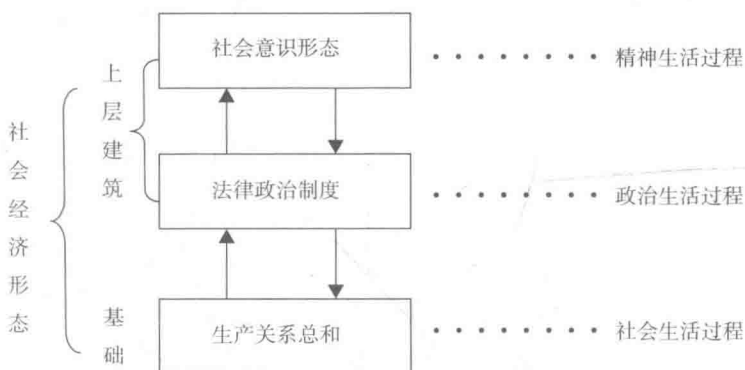 社会意识形态
精神生活过程
上层建筑
社会经济形态
法律政治制度
政治生活过程
基础
生产关系总和
社会生活过程